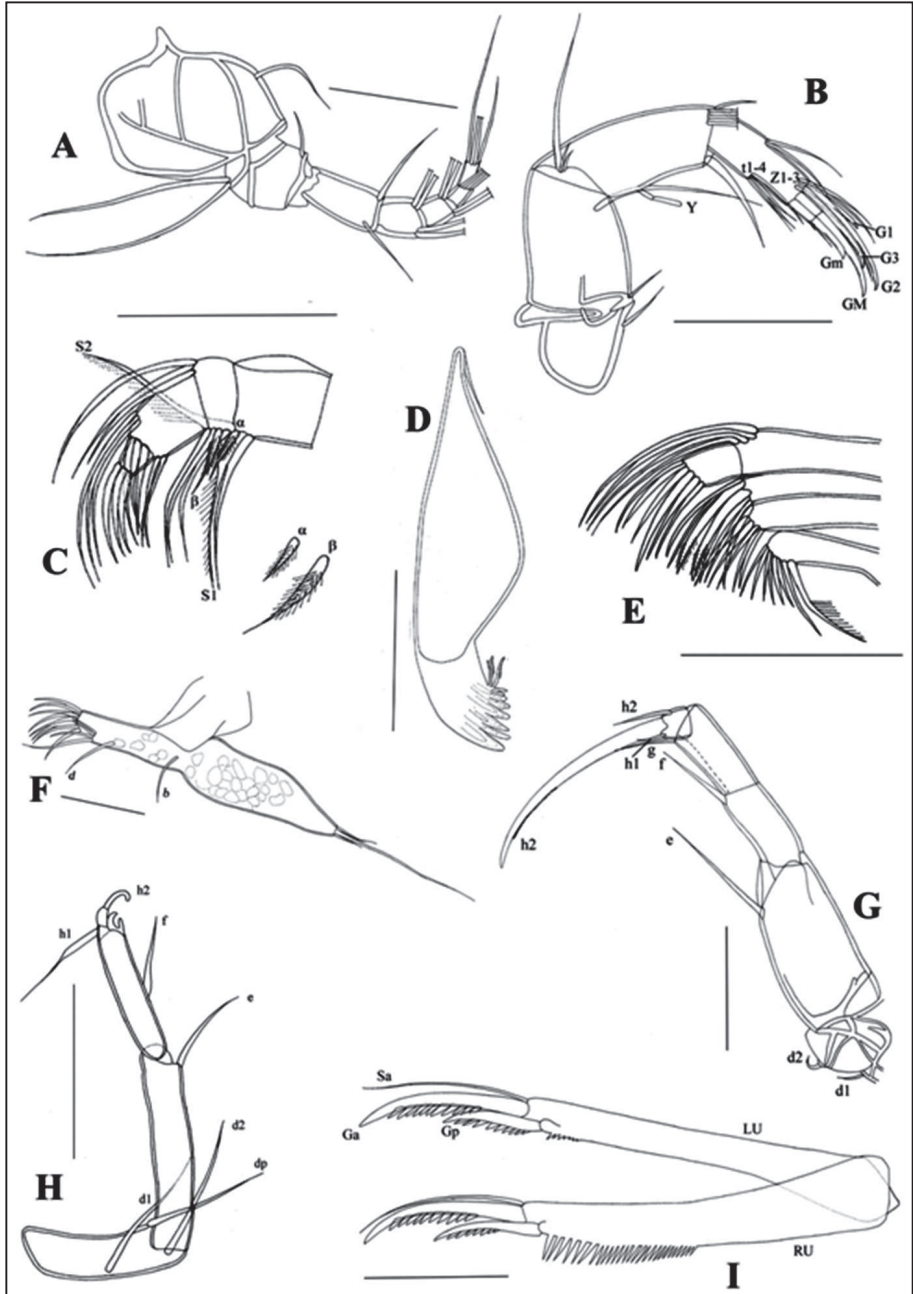 A
B
t1-4
Z1-3
Y
G1
Gm
G3
G2
GM
S2
α
D
β
C
α
β
S1
E
h2
g
h1
f
d
F
b
h2
e
G
h2
h1
f
e
d2
d1
Sa
LU
Ga
Gp
d2
dp
H
d1
RU
I